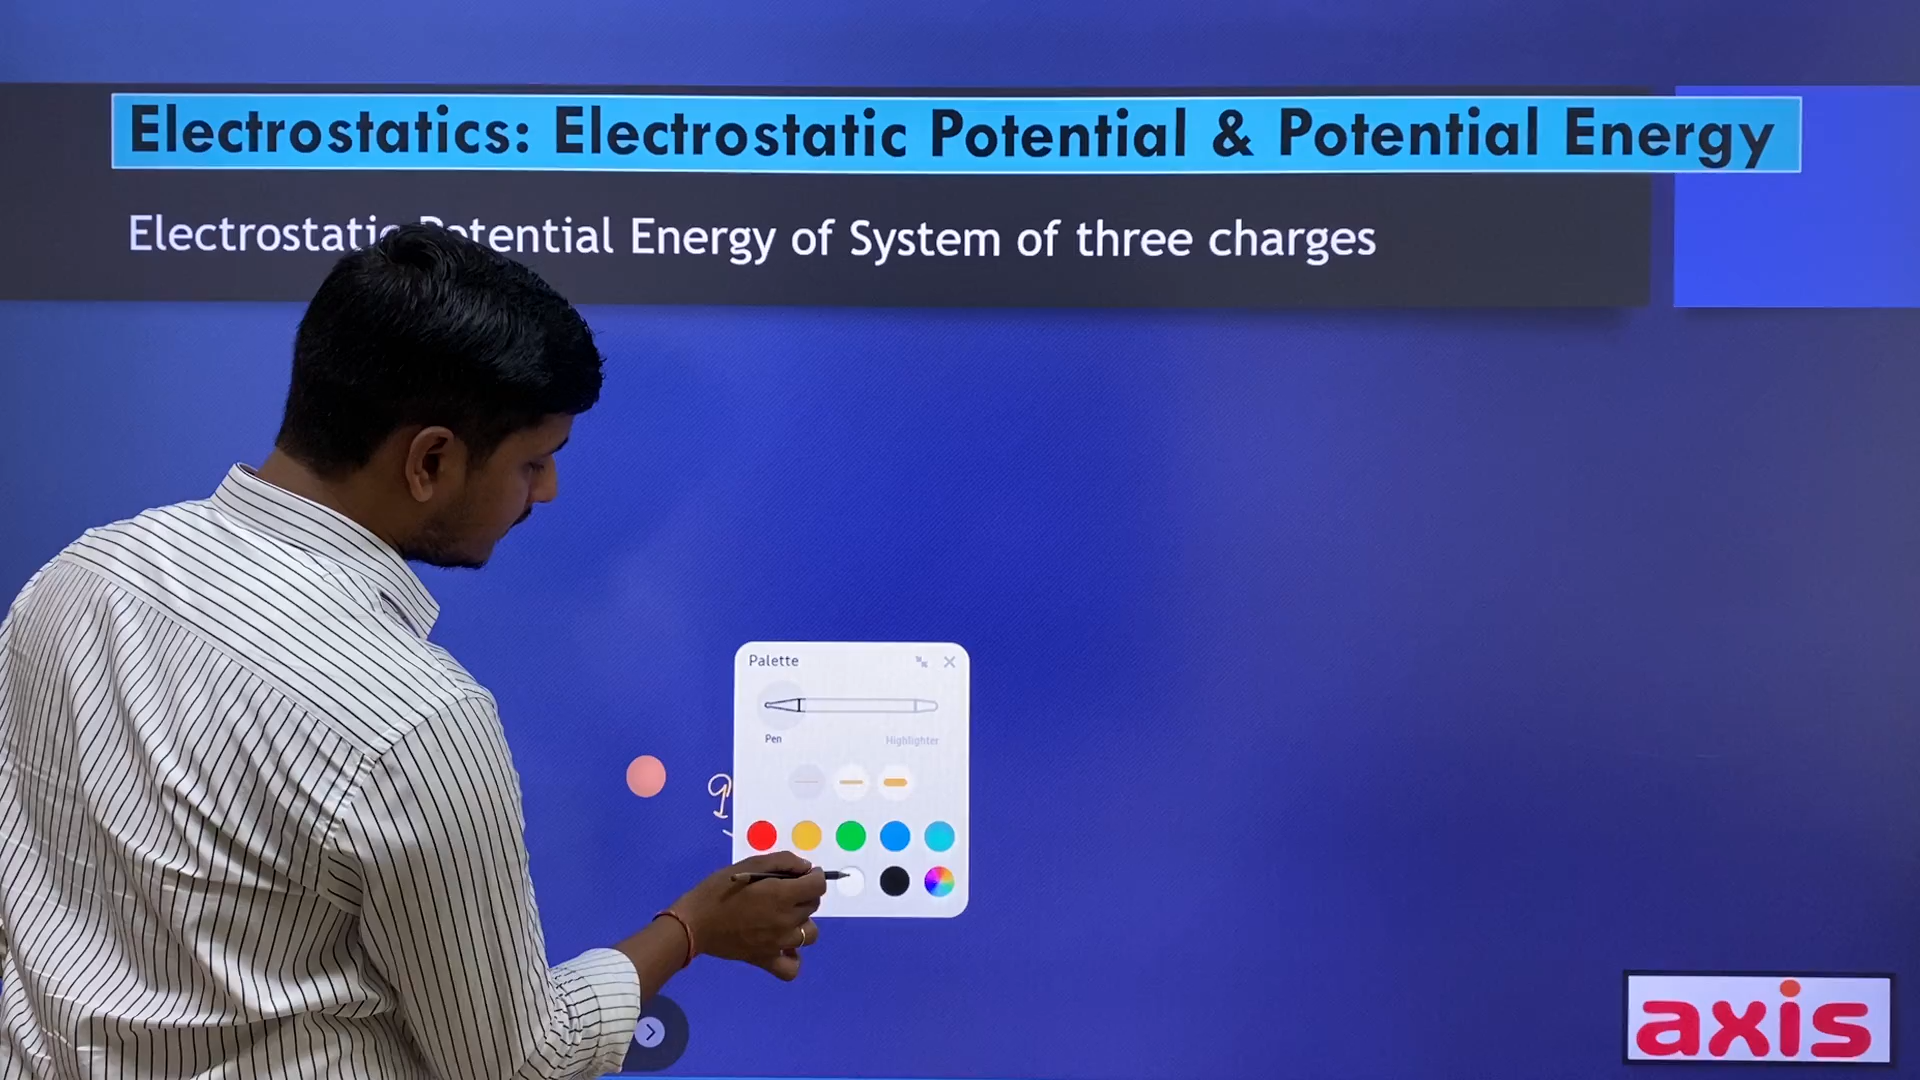 Electrostatics: Electrostatic Potential & Potential Energy
Electrostatic Potential Energy of System of three charges
Palette
Pen
Highlighter
q
axis